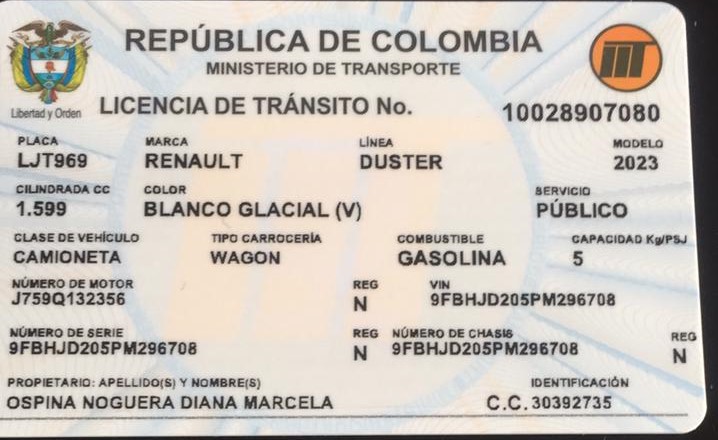 REPÚBLICA DE COLOMBIA
MINISTERIO DE TRANSPORTE
Libertad y Orden
LICENCIA DE TRÁNSITO No. 10028907080
PLACA MARCA LÍNEA MODELO
LJT969 RENAULT DUSTER 2023
CILINDRADA CC COLOR SERVICIO
1.599 BLANCO GLACIAL (V) PÚBLICO
CLASE DE VEHÍCULO TIPO CARROCERÍA COMBUSTIBLE CAPACIDAD Kg/PSJ
CAMIONETA WAGON GASOLINA 5
NÚMERO DE MOTOR REG VIN
J759Q132356 N 9FBHJD205PM296708
NÚMERO DE SERIE REG NÚMERO DE CHASIS REG
9FBHJD205PM296708 N 9FBHJD205PM296708 N
PROPIETARIO: APELLIDO(S) Y NOMBRE(S) IDENTIFICACIÓN
OSPINA NOGUERA DIANA MARCELA C.C. 30392735